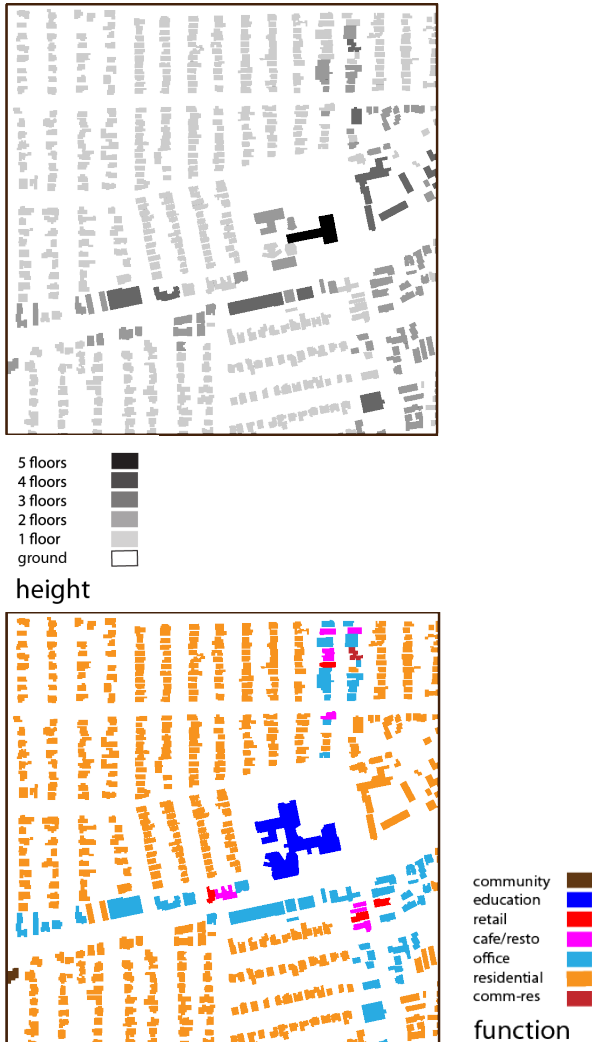 5 floors
4 floors
3 floors
2 floors
1 floor
ground
height
community
education
retail
cafe/resto
office
residential
comm-res
function